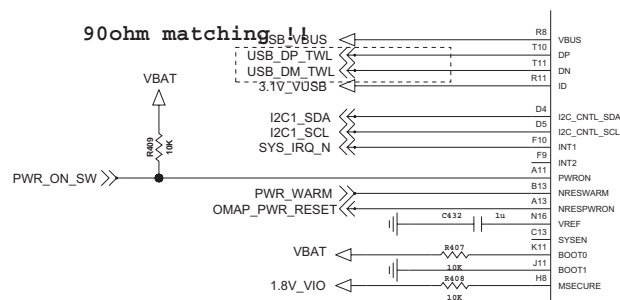 90ohm matching !!
USB_VBUS R8 VBUS
USB_DP_TWL T10 DP
USB_DM_TWL T11 DN
3.1V_VUSB R11 ID
VBAT
I2C1_SDA D4 I2C_CNTL_SDA
I2C1_SCL D5 I2C_CNTL_SCL
R409 10K
SYS_IRQ_N F10 INT1
F9 INT2
PWR_ON_SW A11 PWRON
PWR_WARM B13 NRESWARM
OMAP_PWR_RESET A13 NRESPWRON
C432 1u N16 VREF
C13 SYSEN
VBAT R407 10K K11 BOOT0
J11 BOOT1
1.8V_VIO R408 10K H8 MSECURE